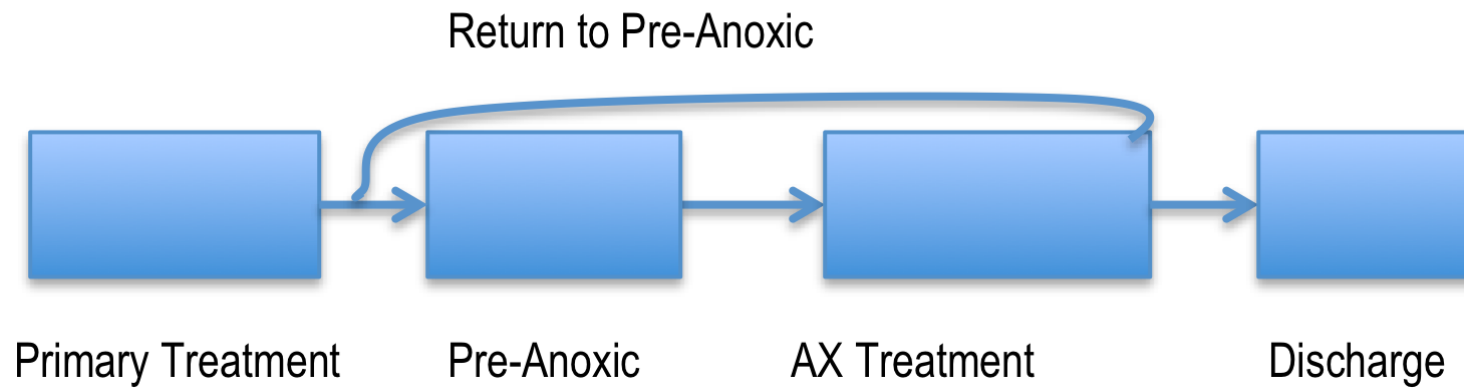 Return to Pre-Anoxic
Primary Treatment
Pre-Anoxic
AX Treatment
Discharge